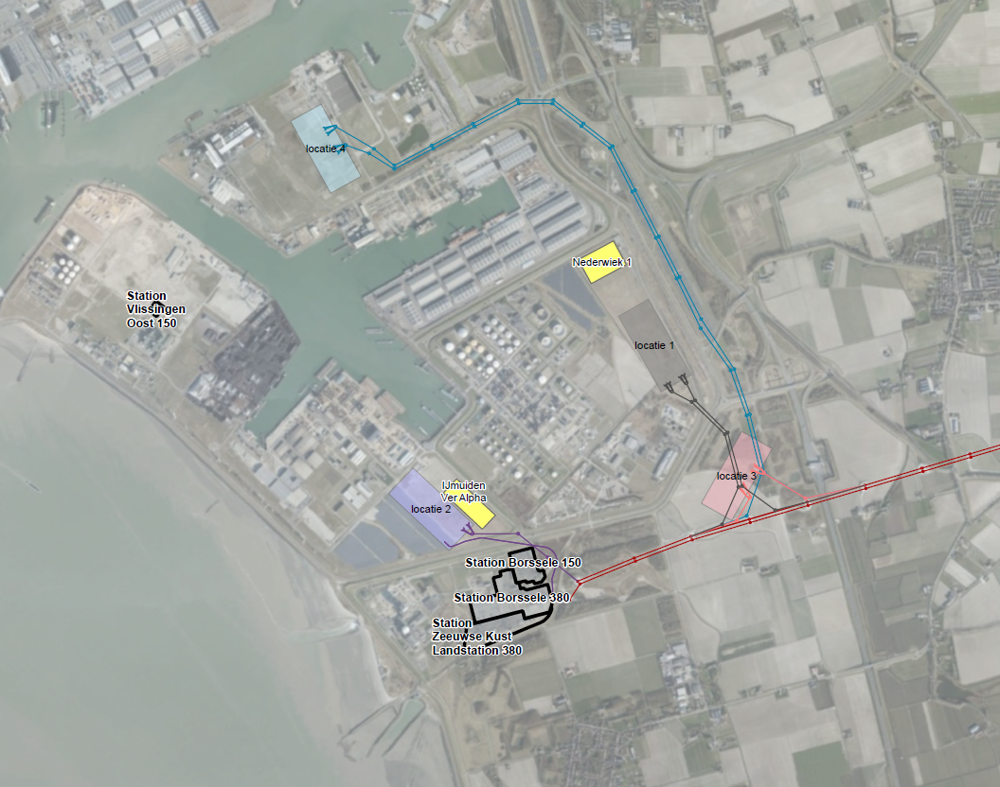 locatie 4
Nederwiek 1
Station
Vlissingen
Oost 150
locatie 1
locatie 3
IJmuiden
Ver Alpha
locatie 2
Station Borssele 150
Station Borssele 380
Station
Zeeuwse Kust
Landstation 380